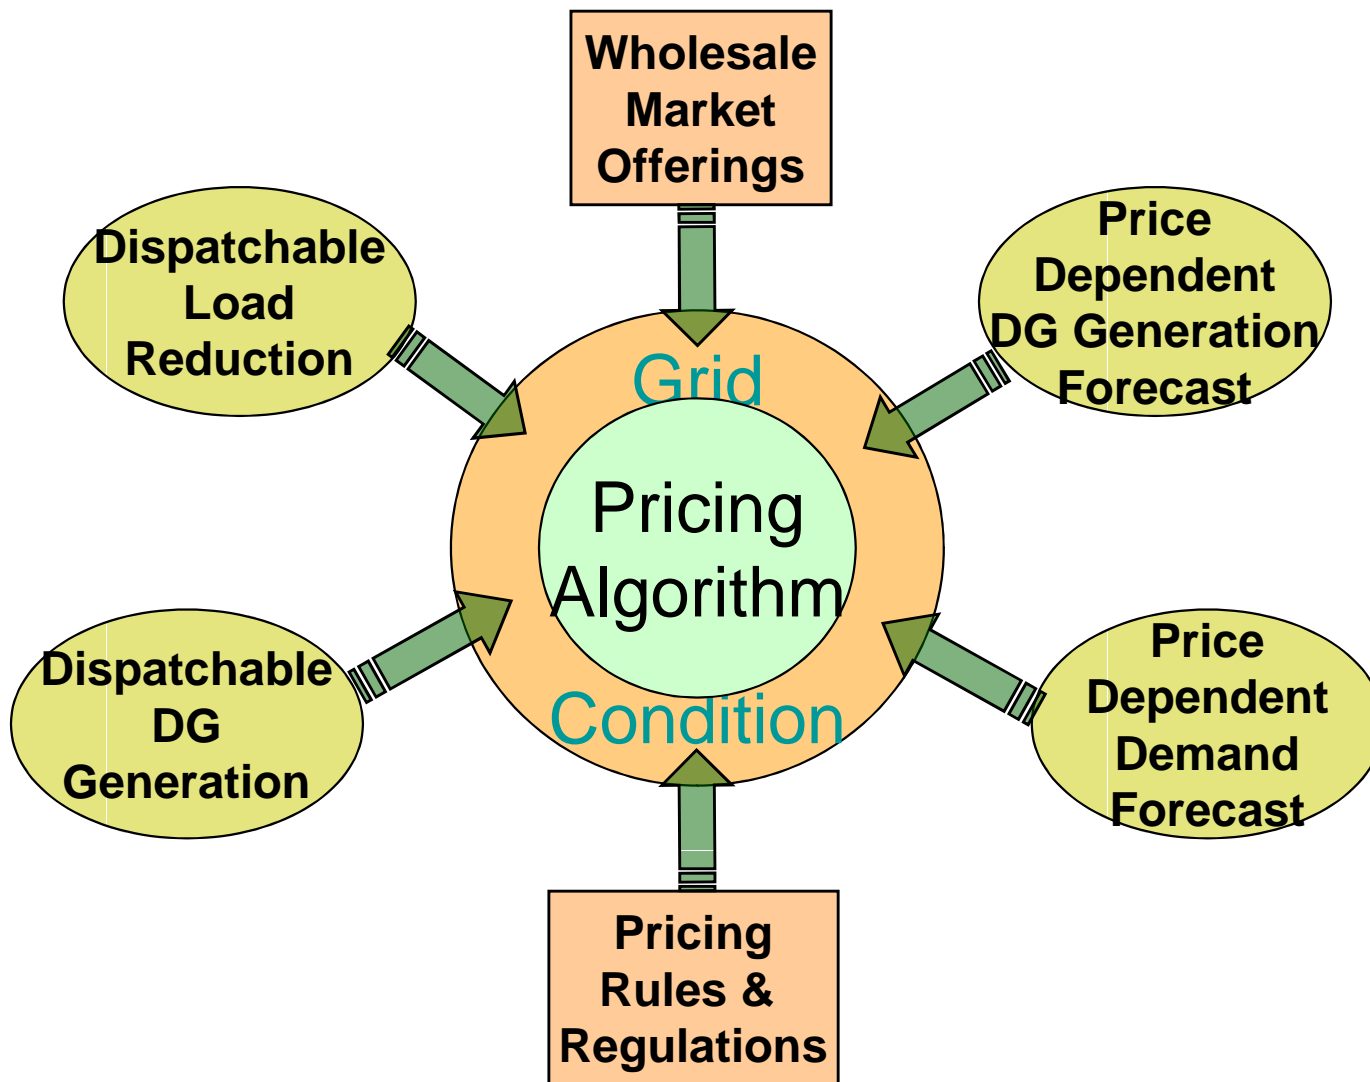 Wholesale
Market
Offerings
Dispatchable
Load
Reduction
Price
Dependent
DG Generation
Forecast
Grid
Pricing
Algorithm
Condition
Dispatchable
DG
Generation
Price
Dependent
Demand
Forecast
Pricing
Rules &
Regulations